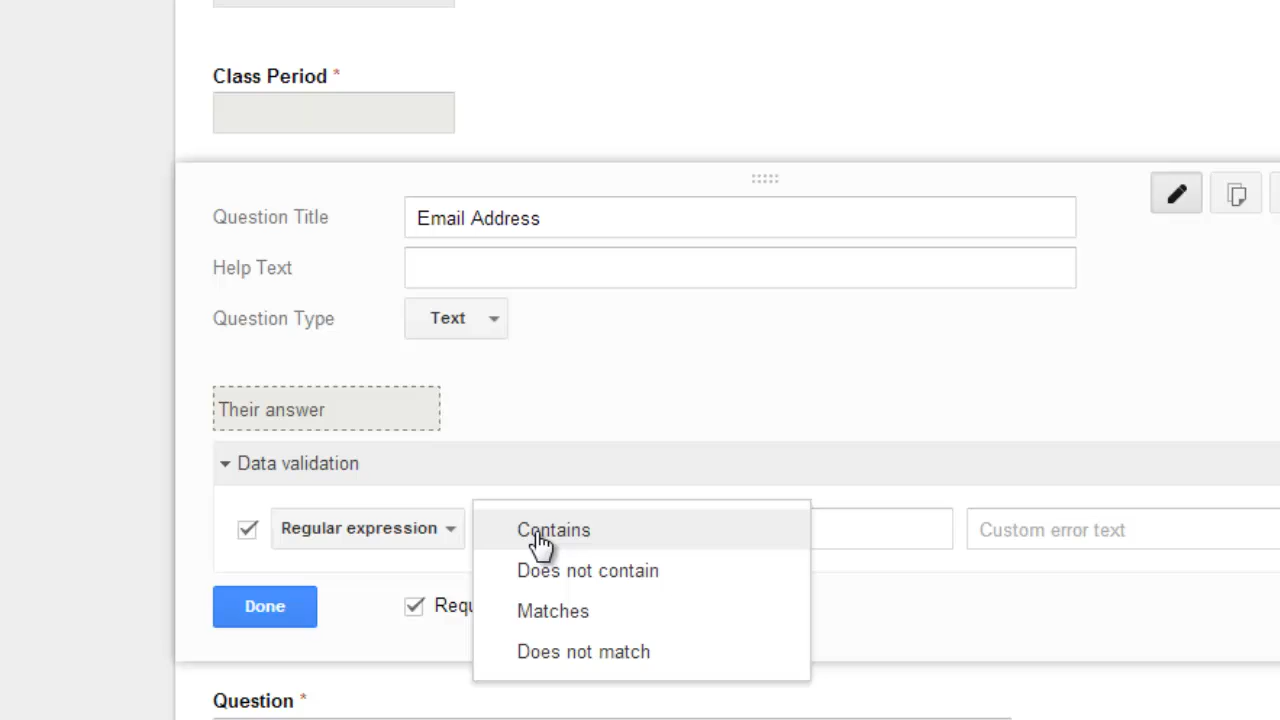 Class Period *
Question Title
Email Address
Help Text
Question Type
Text
Their answer
Data validation
Regular expression
Contains
Custom error text
Does not contain
Matches
Does not match
Done
Requ
Question *